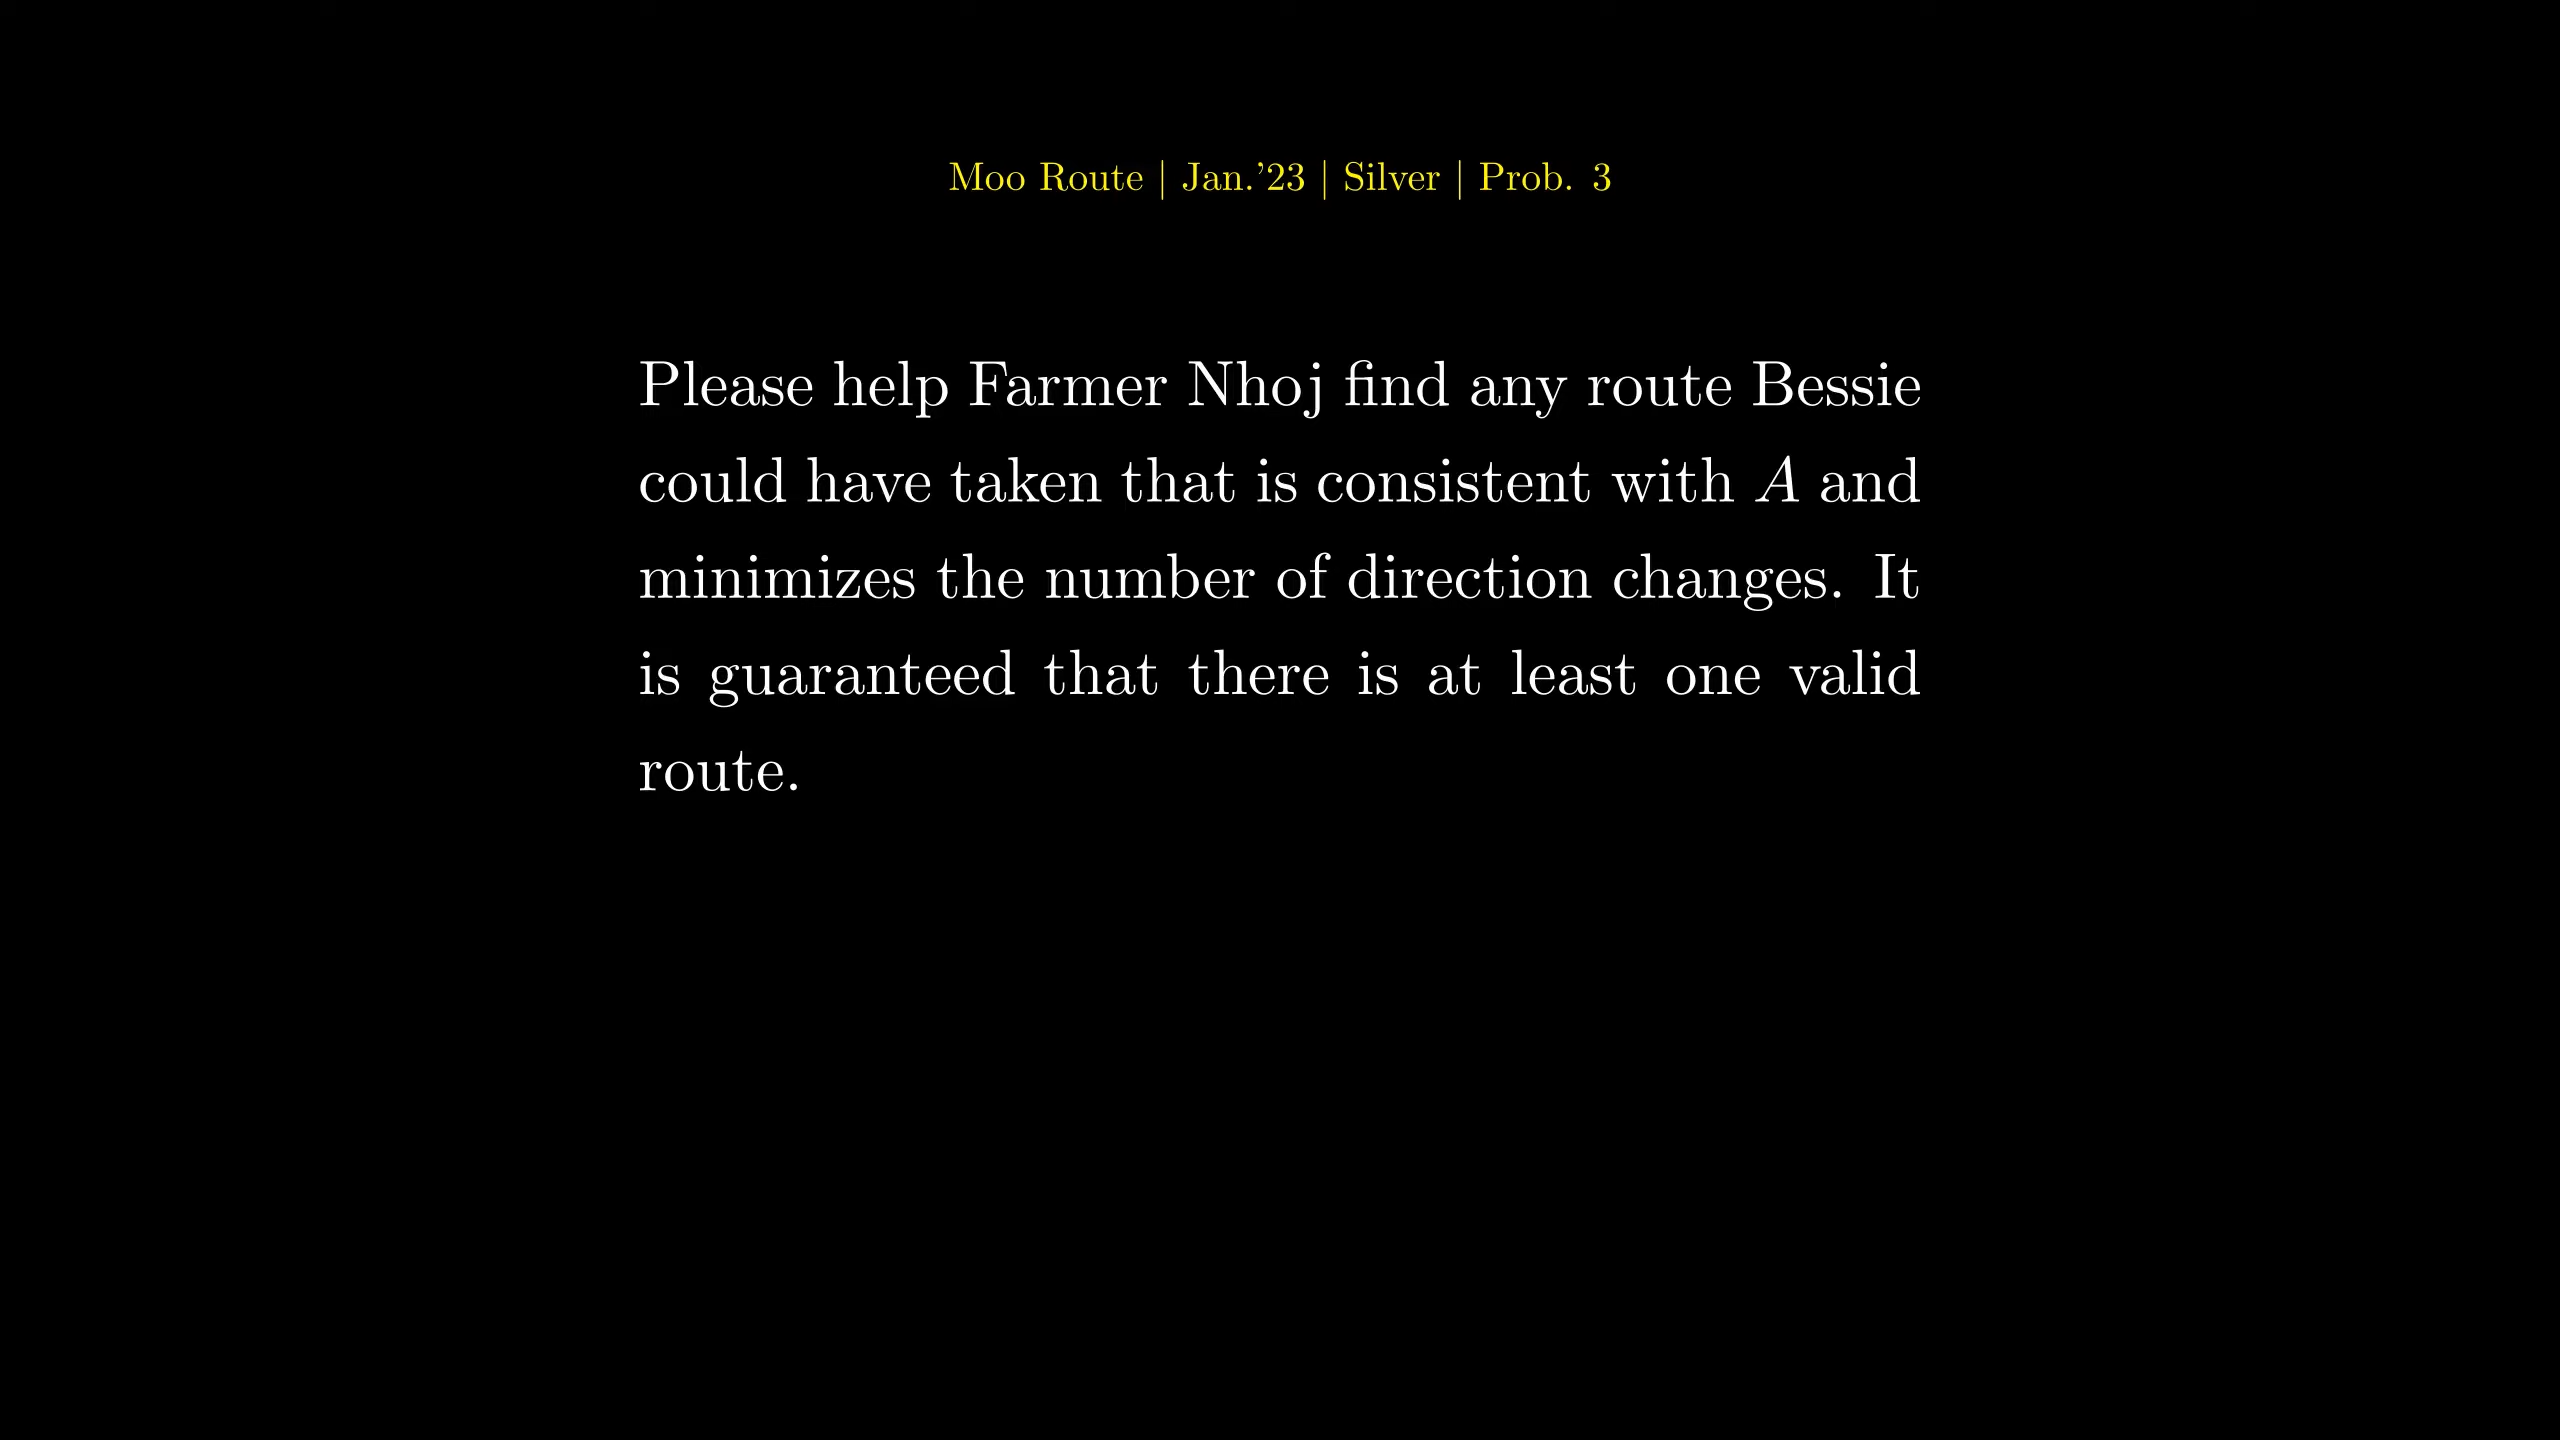 Moo Route | Jan.'23 | Silver | Prob. 3
Please help Farmer Nhoj find any route Bessie
could have taken that is consistent with A and
minimizes the number of direction changes. It
is guaranteed that there is at least one valid
route.